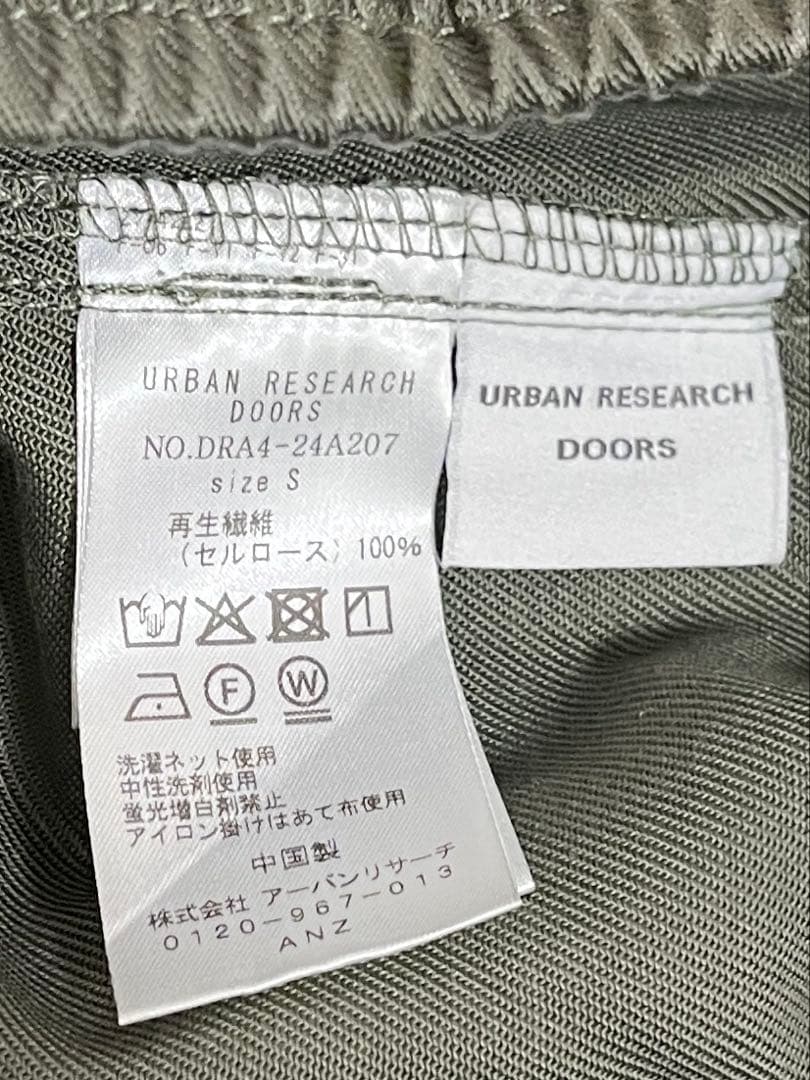 URBAN RESEARCH
DOORS
NO.DRA4-24A207
size S
再生繊維
(セルロース) 100%
F
W
洗濯ネット使用
中性洗剤使用
蛍光増白剤禁止
アイロン掛けはあて布使用
中国製
株式会社 アーバンリサーチ
0120-967-013
ANZ
URBAN RESEARCH
DOORS